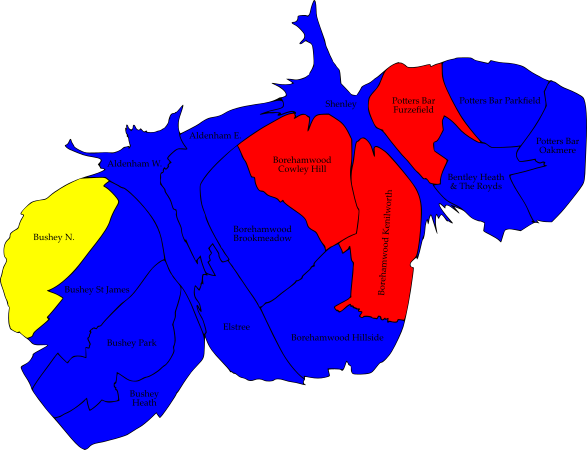 Shenley
Potters Bar
Furzefield
Potters Bar Parkfield
Potters Bar
Oakmere
Bentley Heath
& The Royds
Aldenham E.
Aldenham W.
Borehamwood
Cowley Hill
Borehamwood Kenilworth
Borehamwood
Brookmeadow
Bushey N.
Bushey St James
Elstree
Borehamwood Hillside
Bushey Park
Bushey
Heath